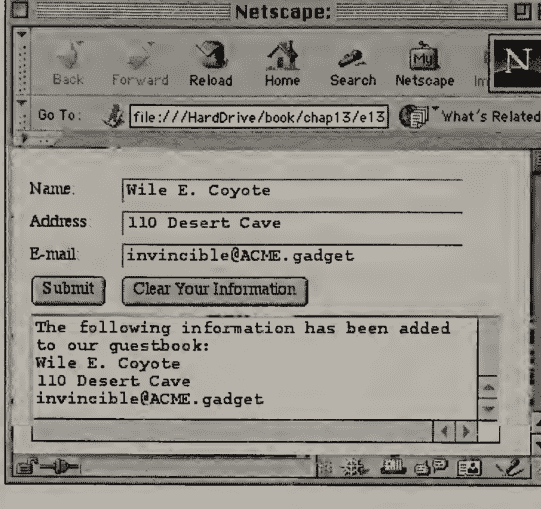 Netscape:
Back Forward Reload Home Search Netscape Im N
My
Go To: file:///HardDrive/book/chap13/e13 What's Related
Name: Wile E. Coyote
Address 110 Desert Cave
E-mail: invincible@ACME.gadget
Submit Clear Your Information
The following information has been added
to our guestbook:
Wile E. Coyote
110 Desert Cave
invincible@ACME.gadget